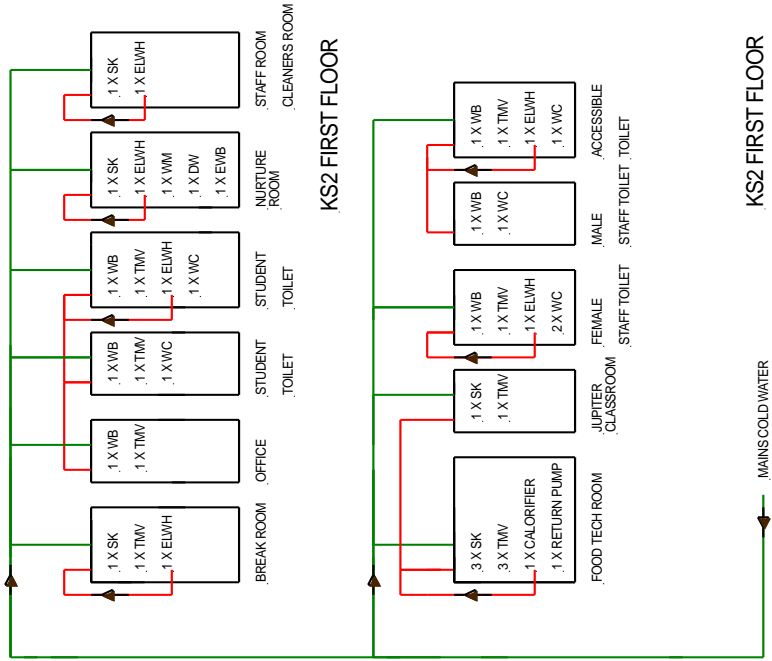 1 X SK
1 X TMV
1 X ELWH
BREAK ROOM
1 X WB
1 X TMV
OFFICE
1 X WB
1 X TMV
1 X WC
STUDENT
TOILET
1 X WB
1 X TMV
1 X ELWH
1 X WC
STUDENT
TOILET
1 X SK
1 X ELWH
1 X WM
1 X DW
1 X EWB
NURTURE
ROOM
1 X SK
1 X ELWH
STAFF ROOM
CLEANERS ROOM
KS2 FIRST FLOOR
3 X SK
3 X TMV
1 X CALORIFIER
1 X RETURN PUMP
FOOD TECH ROOM
1 X SK
1 X TMV
JUPITER
CLASSROOM
1 X WB
1 X TMV
1 X ELWH
2 X WC
FEMALE
STAFF TOILET
1 X WB
1 X WC
MALE
STAFF TOILET
1 X WB
1 X TMV
1 X ELWH
1 X WC
ACCESSIBLE
TOILET
MAINS COLD WATER
KS2 FIRST FLOOR